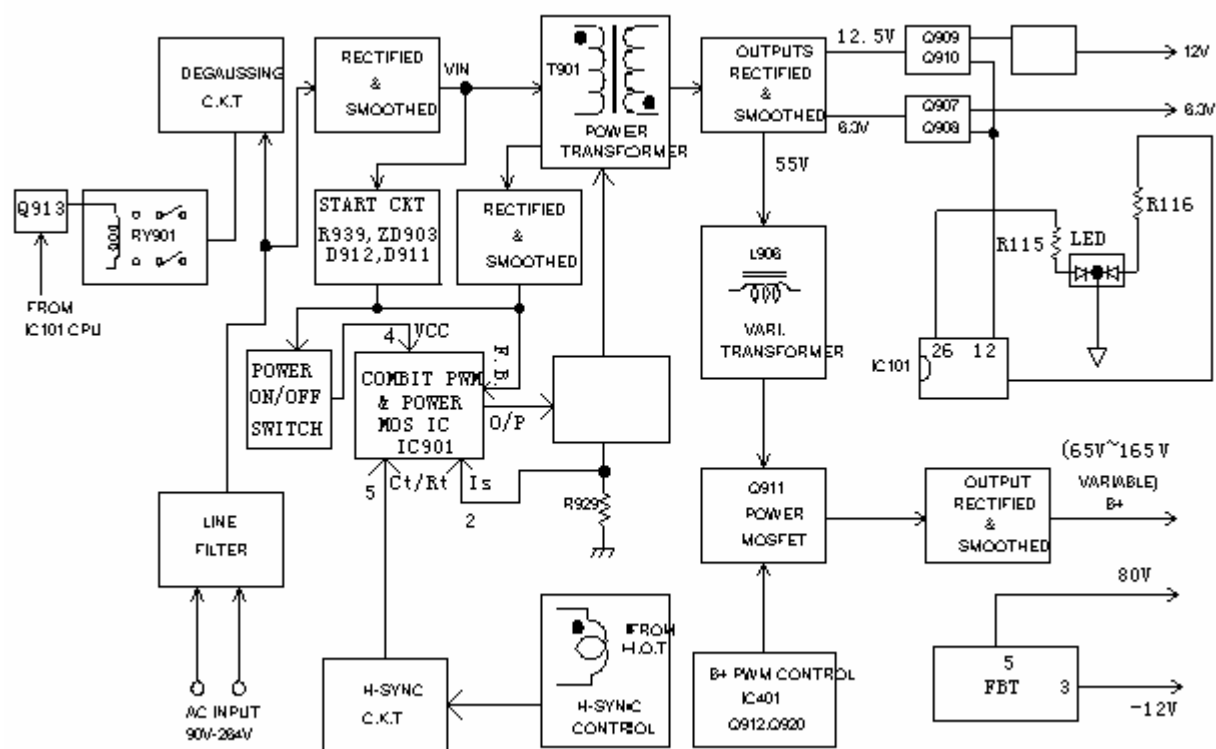 DEGAUSSING
C.K.T
RECTIFIED
&
SMOOTHED
VIN
T901
POWER
TRANSFORMER
OUTPUTS
RECTIFIED
&
SMOOTHED
12.5V
Q909
Q910
12V
6.3V
Q907
Q908
6.3V
55V
Q913
RY901
FROM
IC101 CPU
START CKT
R939,ZD903
D912,D911
RECTIFIED
&
SMOOTHED
L906
VARI.
TRANSFORMER
R115
LED
R116
IC101
26 12
POWER
ON/OFF
SWITCH
4
VCC
F.B.
COMBIT PWM
& POWER
MOS IC
IC901
O/P
5
Ct/Rt
Is
2
R929
LINE
FILTER
AC INPUT
90V-264V
H-SYNC
C.K.T
FROM
H.O.T
H-SYNC
CONTROL
Q911
POWER
MOSFET
B+ PWM CONTROL
IC401
Q912.Q920
OUTPUT
RECTIFIED
&
SMOOTHED
(65V~165V
VARIABLE)
B+
80V
5
FBT
3
-12V